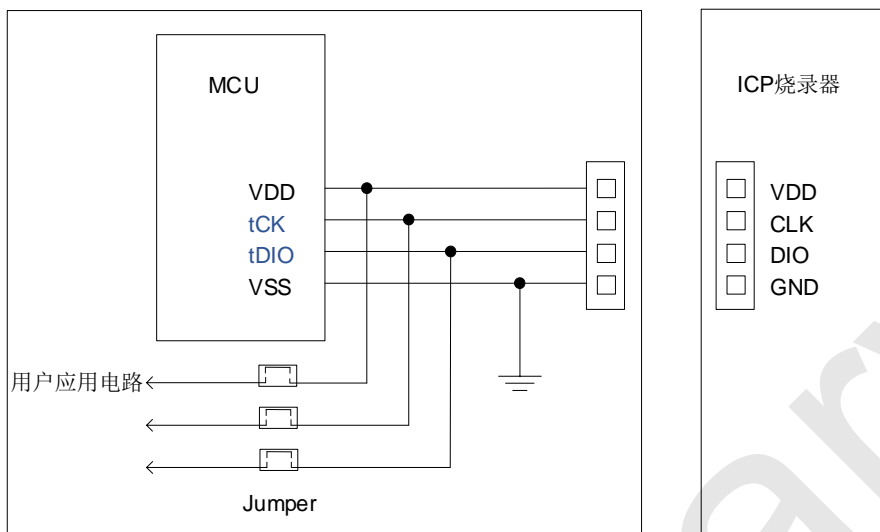 MCU
VDD
tCK
tDIO
VSS
用户应用电路
Jumper
ICP烧录器
VDD
CLK
DIO
GND